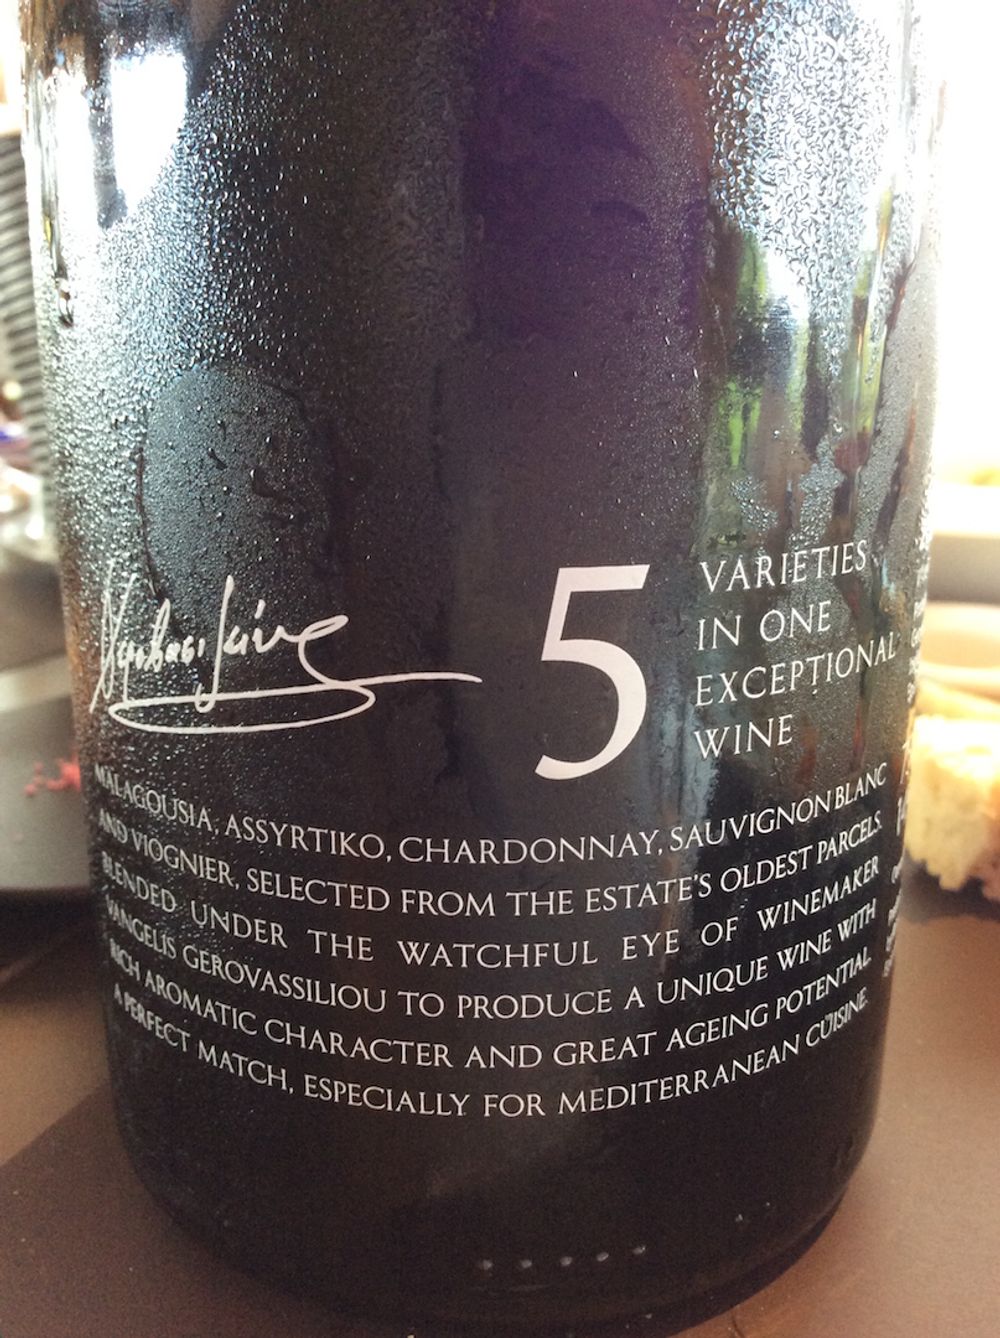 5
VARIETIES
IN ONE
EXCEPTIONAL
WINE
MALAGOUSIA, ASSYRTIKO, CHARDONNAY, SAUVIGNON BLANC
AND VIOGNIER, SELECTED FROM THE ESTATE'S OLDEST PARCELS.
BLENDED UNDER THE WATCHFUL EYE OF WINEMAKER
VANGELIS GEROVASSILIOU TO PRODUCE A UNIQUE WINE WITH
RICH AROMATIC CHARACTER AND GREAT AGEING POTENTIAL.
A PERFECT MATCH, ESPECIALLY FOR MEDITERRANEAN CUISINE.